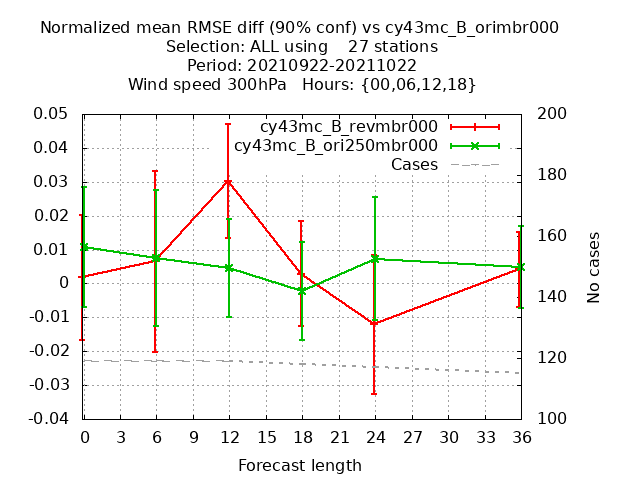 Normalized mean RMSE diff (90% conf) vs cy43mc_B_orimbr000
Selection: ALL using    27 stations
Period: 20210922-20211022
Wind speed 300hPa   Hours: {00,06,12,18}
cy43mc_B_revmbr000
cy43mc_B_ori250mbr000
Cases
0.05
0.04
0.03
0.02
0.01
0
-0.01
-0.02
-0.03
-0.04
200
180
160
140
120
100
No cases
0 3 6 9 12 15 18 21 24 27 30 33 36
Forecast length